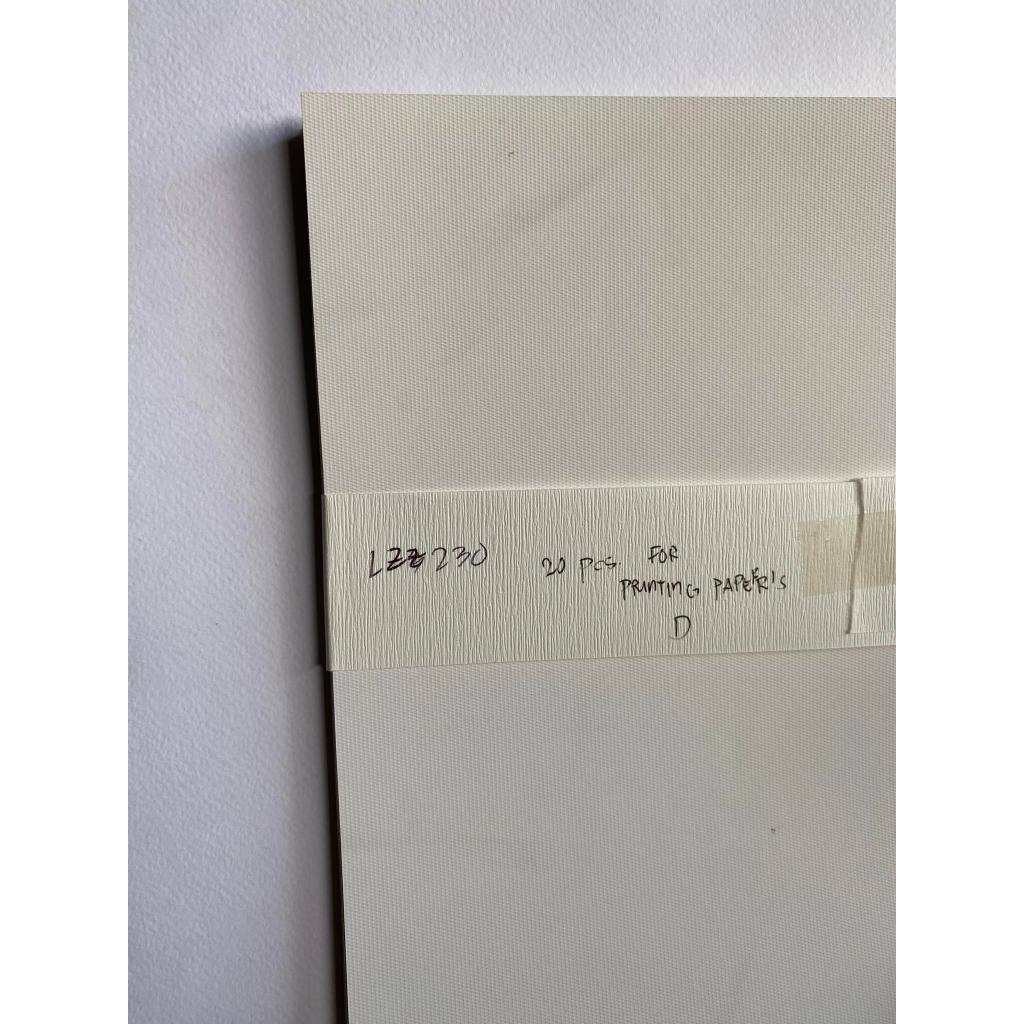 LZZ230
20 pcs. FOR
PRINTING PAPER'S
D